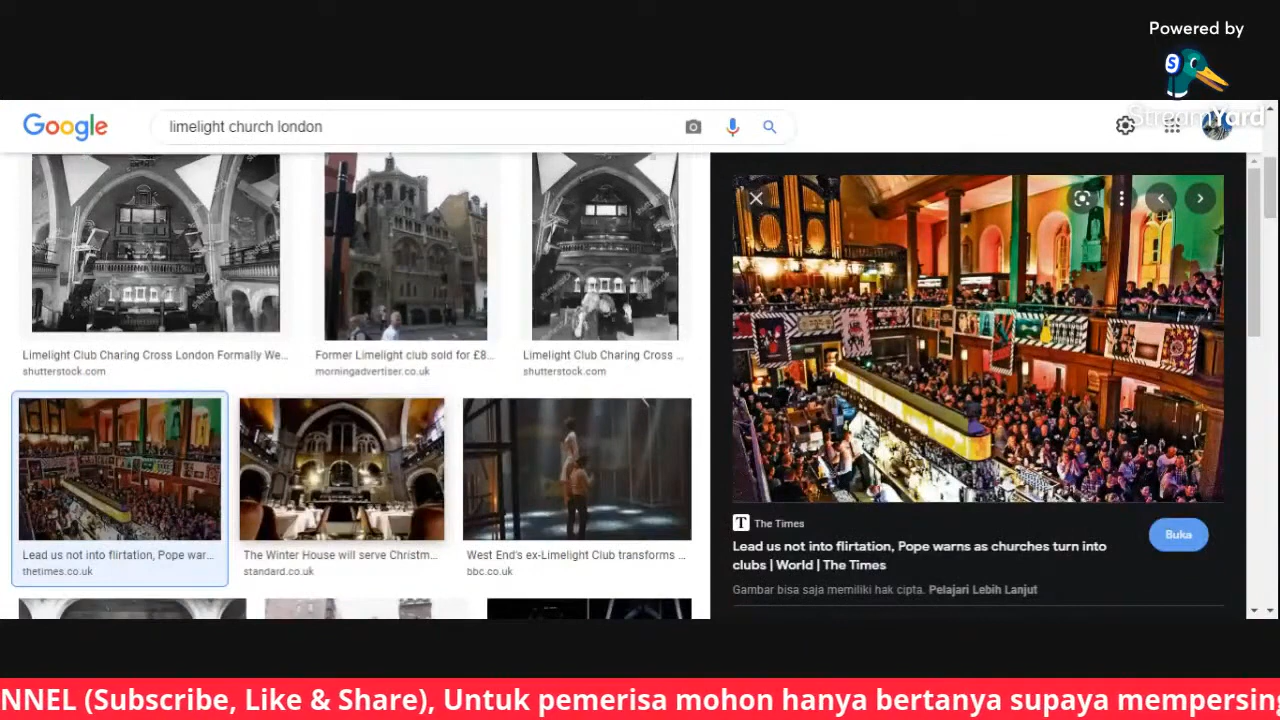 Powered by
StreamYard
Google
limelight church london
Limelight Club Charing Cross London Formally We...
shutterstock.com
Former Limelight club sold for £8...
morningadvertiser.co.uk
Limelight Club Charing Cross ...
shutterstock.com
Lead us not into flirtation, Pope war...
thetimes.co.uk
The Winter House will serve Christm...
standard.co.uk
West End's ex-Limelight Club transforms ...
bbc.co.uk
T The Times
Lead us not into flirtation, Pope warns as churches turn into
clubs | World | The Times
Buka
Gambar bisa saja memiliki hak cipta. Pelajari Lebih Lanjut
NNEL (Subscribe, Like & Share), Untuk pemerisa mohon hanya bertanya supaya mempersing